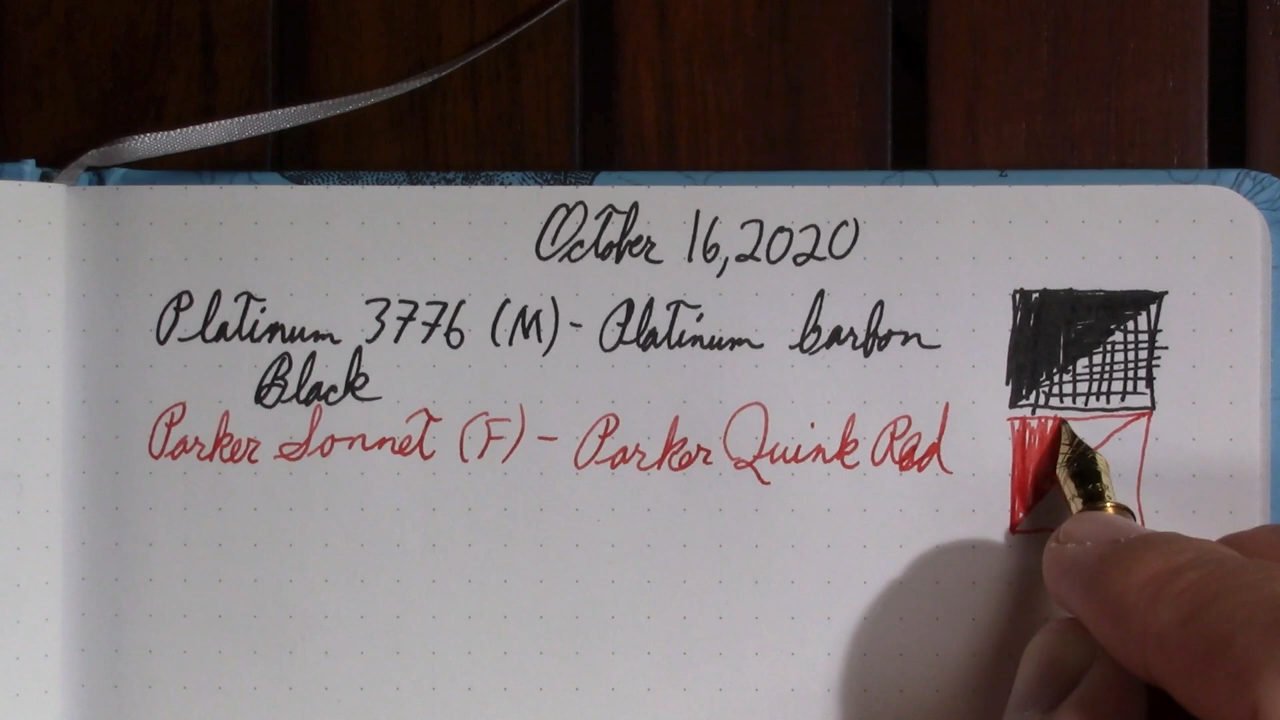 October 16, 2020
Platinum 3776 (M) - Platinum Carbon
Black
Parker Sonnet (F) - Parker Quink Red